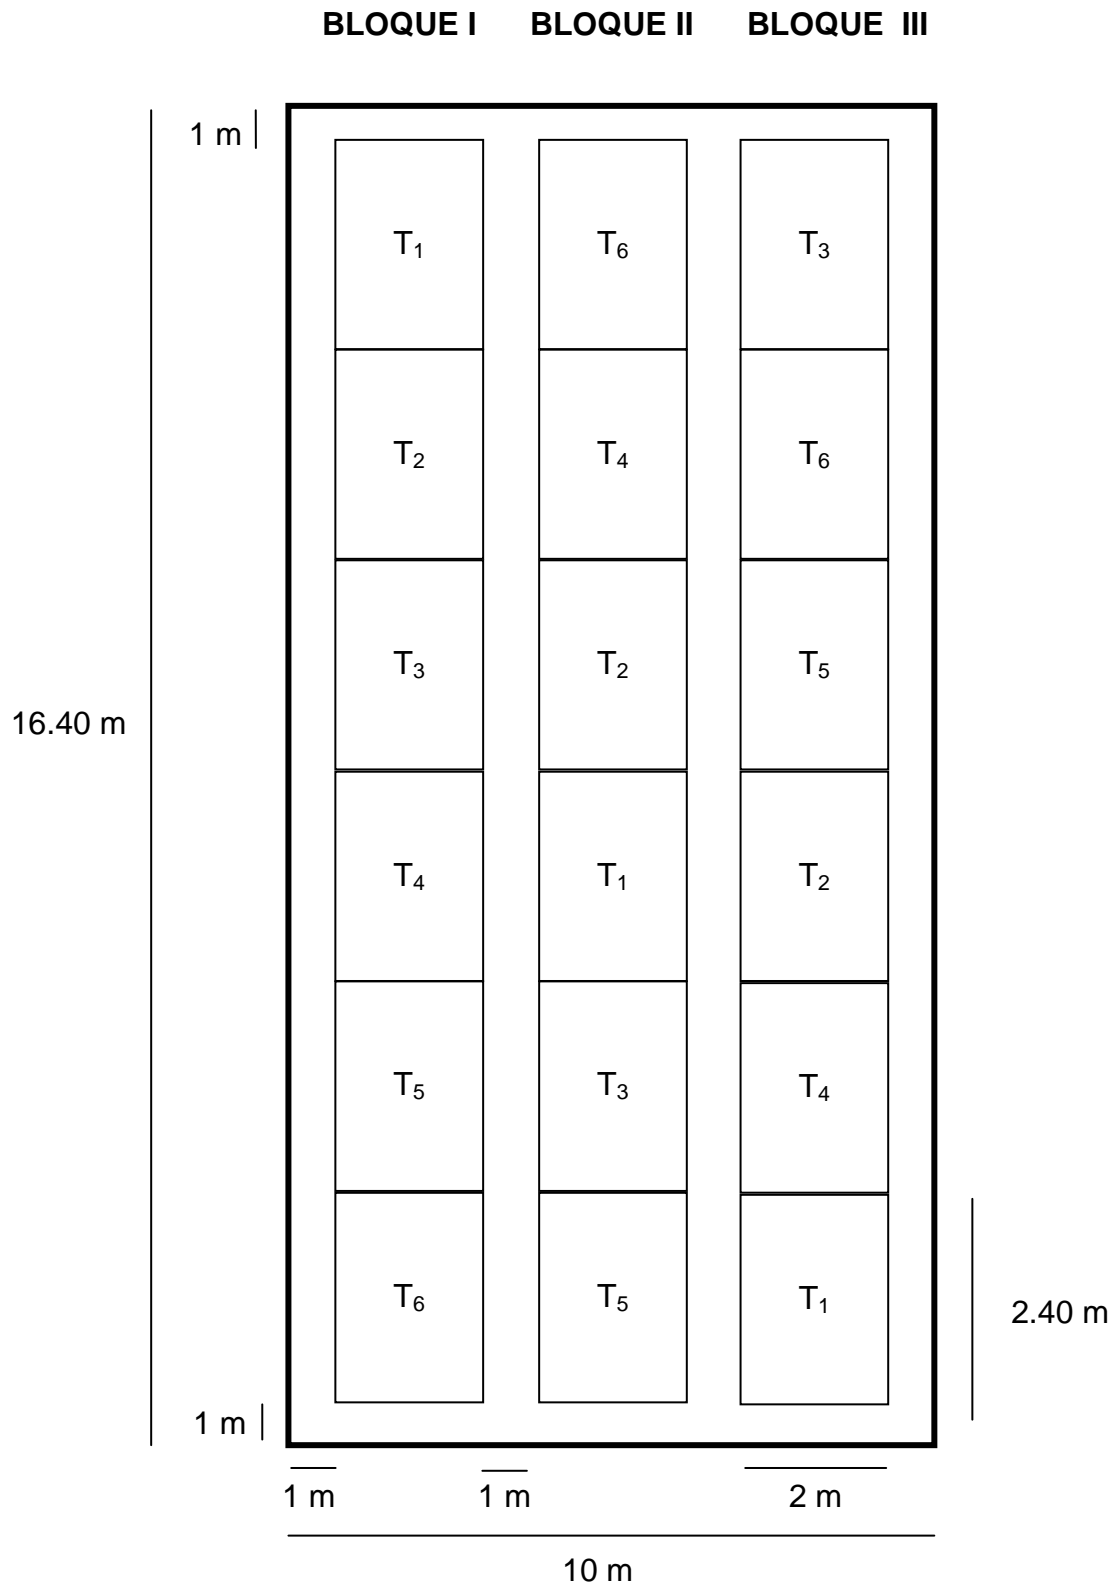 BLOQUE I BLOQUE II BLOQUE III
1 m
T1 T6 T3
T2 T4 T6
T3 T2 T5
16.40 m
T4 T1 T2
T5 T3 T4
T6 T5 T1
2.40 m
1 m
1 m 1 m 2 m
10 m